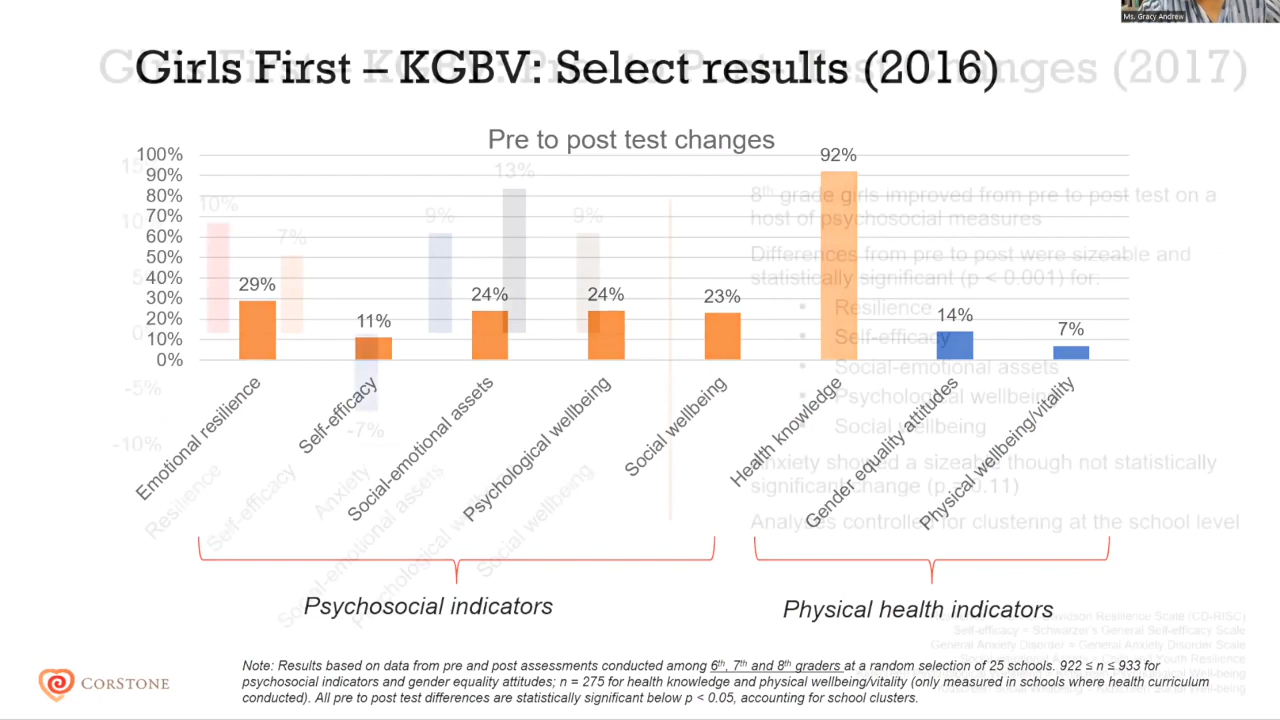 Ms. Gracy Andrew
Girls First – KGBV: Select results (2016)
Changes (2017)
Pre to post test changes
100%
90%
80%
70%
60%
50%
40%
30%
20%
10%
0%
29%
11%
24%
24%
23%
92%
14%
7%
Emotional resilience
Self-efficacy
Social-emotional assets
Psychological wellbeing
Social wellbeing
Health knowledge
Gender equality attitudes
Physical wellbeing/vitality
10%
7%
-7%
9%
13%
9%
-5%
-10%
Resilience
Self-efficacy
Anxiety
Social-emotional assets
Social wellbeing
8th grade girls improved from pre to post test on a
host of psychosocial measures
Differences from pre to post were sizeable and
statistically significant (p < 0.001) for:
• Resilience
• Self-efficacy
• Social-emotional assets
• Psychological wellbeing
• Social wellbeing
Anxiety showed a sizeable though not statistically
significant change (p = 0.11)
Analyses controlled for clustering at the school level
Psychosocial indicators
Physical health indicators
Davidson Resilience Scale (CD-RISC)
Self-efficacy = Schwarzer's General Self-efficacy Scale
General Anxiety Disorder = General Anxiety Disorder Scale
Note: Results based on data from pre and post assessments conducted among 6th, 7th and 8th graders at a random selection of 25 schools. 922 ≤ n ≤ 933 for
psychosocial indicators and gender equality attitudes; n = 275 for health knowledge and physical wellbeing/vitality (only measured in schools where health curriculum
conducted). All pre to post test differences are statistically significant below p < 0.05, accounting for school clusters.
CORSTONE